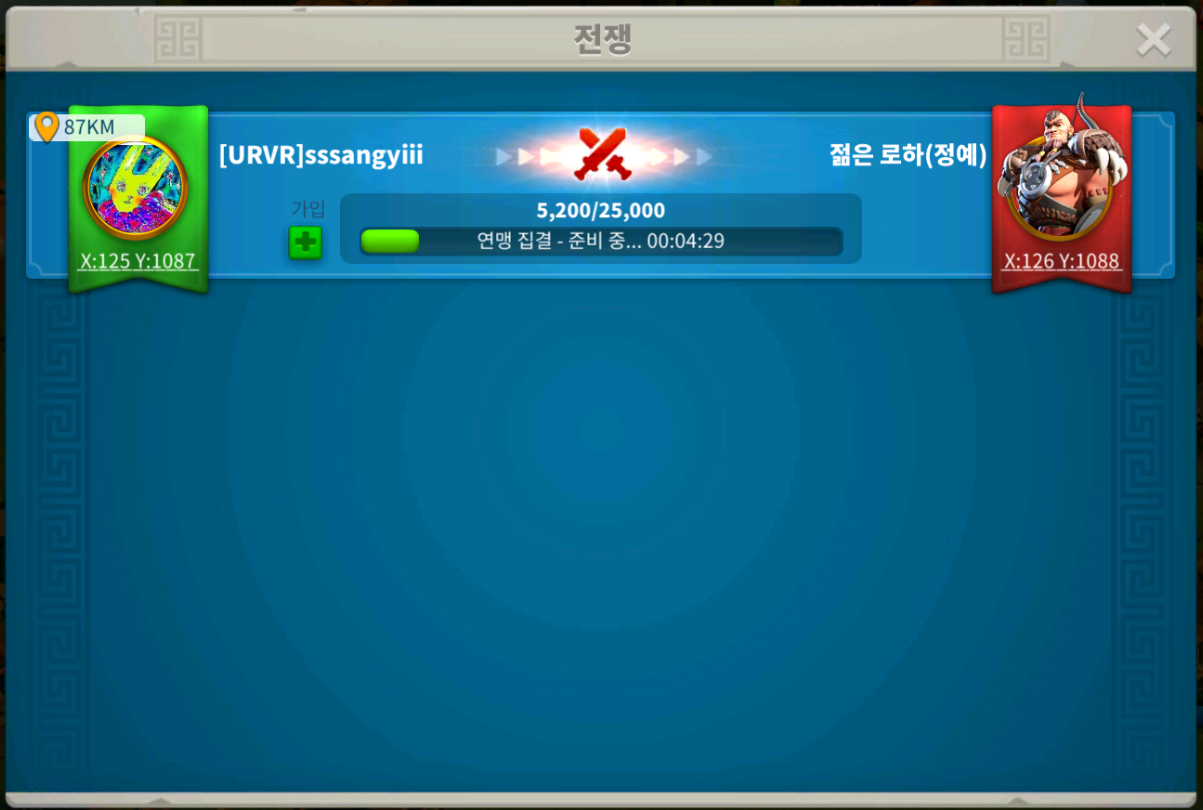 전쟁
87KM
[URVR]sssangyiii
젊은 로하(정예)
가입
5,200/25,000
연맹 집결 - 준비 중... 00:04:29
X:125 Y:1087
X:126 Y:1088